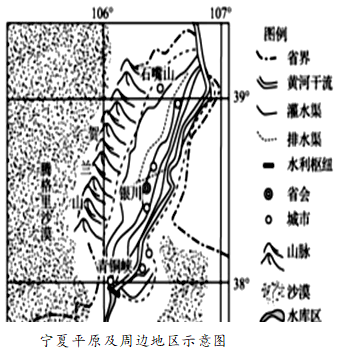 106°
107°
图例
石嘴山
省界
黄河干流
39°
灌水渠
排水渠
贺
兰
山
水利枢纽
腾格里沙漠
银川
省会
城市
山脉
青铜峡
38°
沙漠
水库区
宁夏平原及周边地区示意图